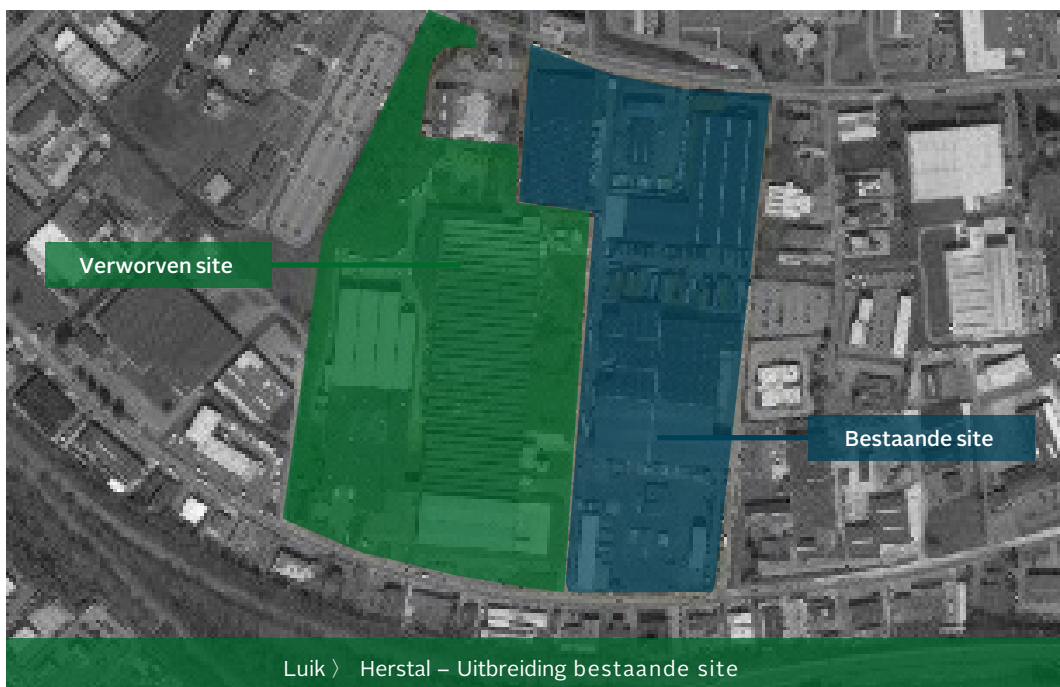 Verworven site
Bestaande site
Luik 〉 Herstal – Uitbreiding bestaande site